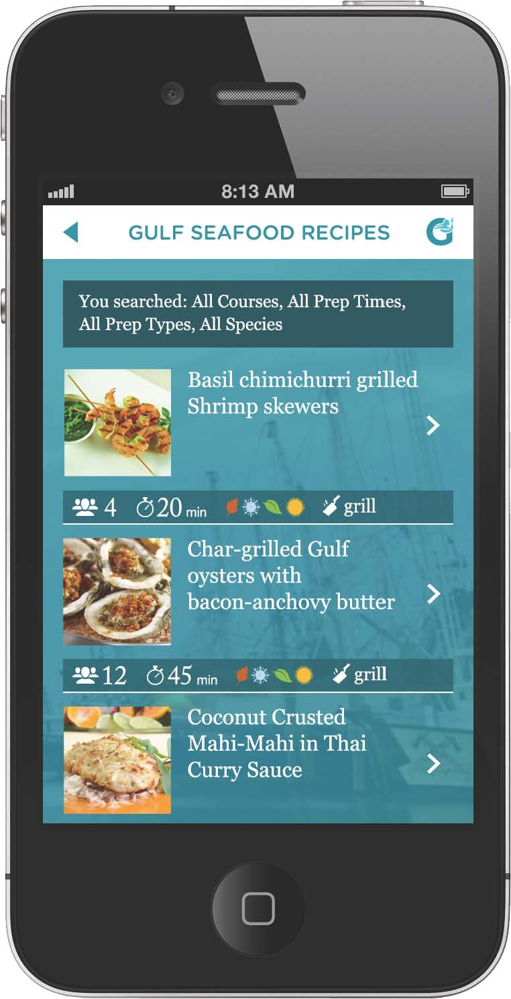 8:13 AM
GULF SEAFOOD RECIPES
G
You searched: All Courses, All Prep Times,
All Prep Types, All Species
Basil chimichurri grilled
Shrimp skewers
4 20 min grill
Char-grilled Gulf
oysters with
bacon-anchovy butter
12 45 min grill
Coconut Crusted
Mahi-Mahi in Thai
Curry Sauce